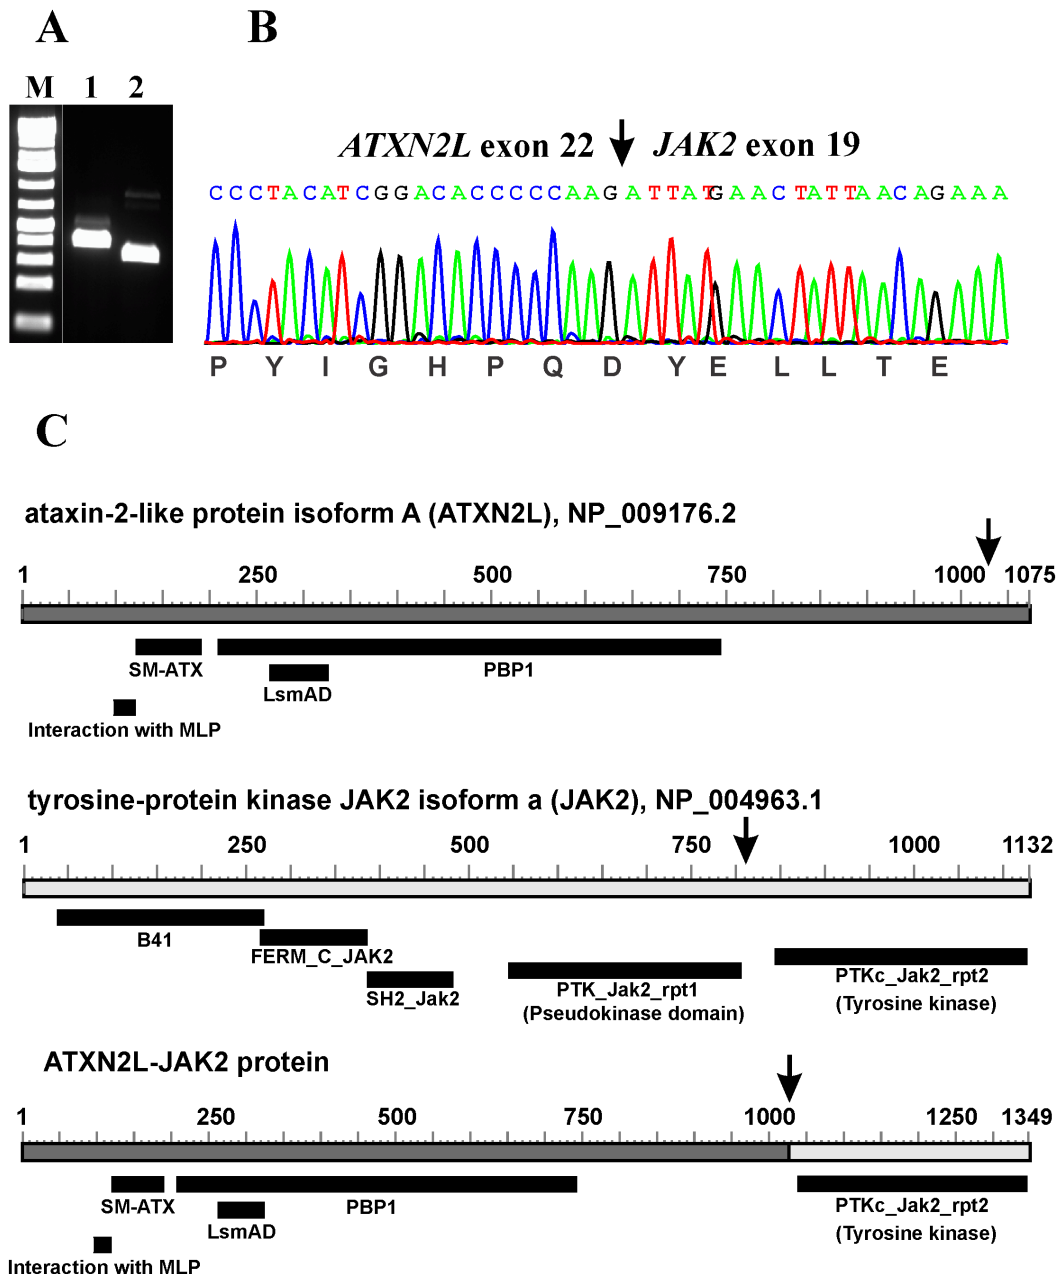 A
B
M 1 2
ATXN2L exon 22 JAK2 exon 19
CCCTACATCGGACACCCCCAAGATTATGAACTATTAACAGAAA
P Y I G H P Q D Y E L L T E
C
ataxin-2-like protein isoform A (ATXN2L), NP_009176.2
1 250 500 750 1000 1075
SM-ATX PBP1
LsmAD
Interaction with MLP
tyrosine-protein kinase JAK2 isoform a (JAK2), NP_004963.1
1 250 500 750 1000 1132
B41
FERM_C_JAK2
SH2_Jak2
PTK_Jak2_rpt1
(Pseudokinase domain)
PTKc_Jak2_rpt2
(Tyrosine kinase)
ATXN2L-JAK2 protein
1 250 500 750 1000 1250 1349
SM-ATX PBP1 PTKc_Jak2_rpt2
LsmAD (Tyrosine kinase)
Interaction with MLP